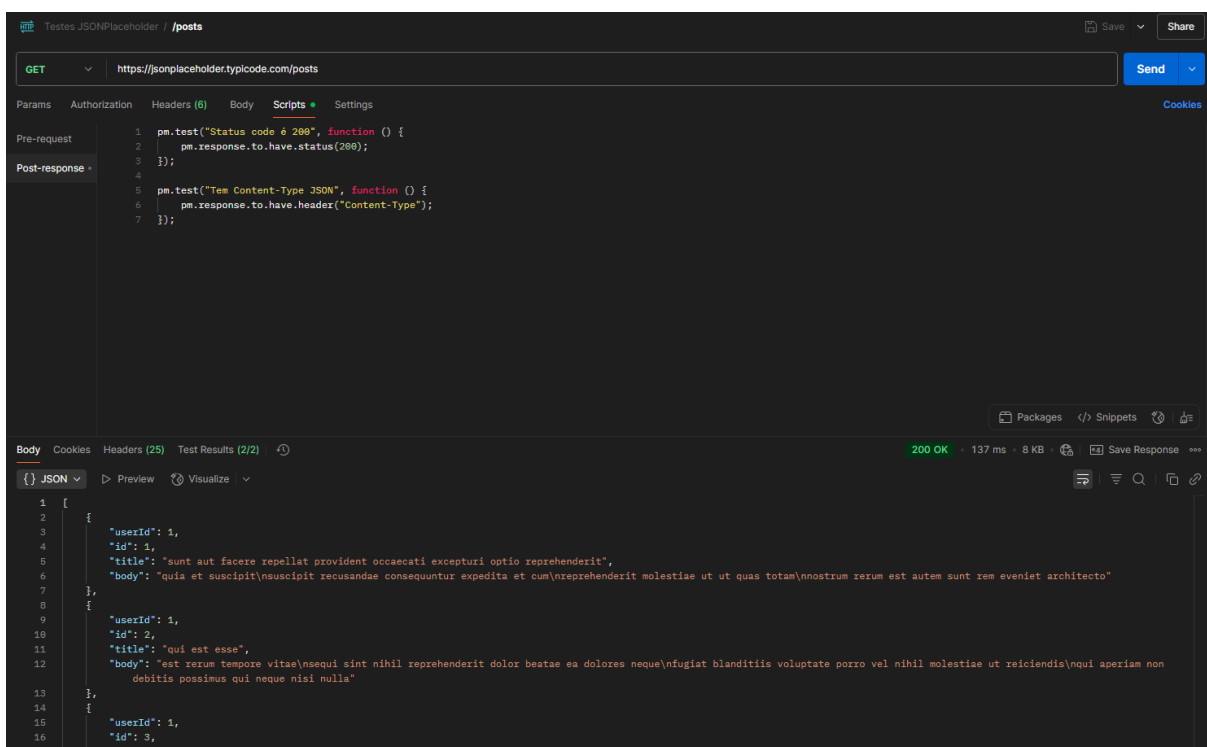 HTTP Testes JSONPlaceholder / /posts Save Share
GET https://jsonplaceholder.typicode.com/posts Send
Params Authorization Headers (6) Body Scripts Settings Cookies
Pre-request
Post-response
1 pm.test("Status code é 200", function () {
2 pm.response.to.have.status(200);
3 });
4
5 pm.test("Tem Content-Type JSON", function () {
6 pm.response.to.have.header("Content-Type");
7 });
Packages </> Snippets
Body Cookies Headers (25) Test Results (2/2) 200 OK 137 ms 8 KB e.g. Save Response
{} JSON Preview Visualize
1 [
2 {
3 "userId": 1,
4 "id": 1,
5 "title": "sunt aut facere repellat provident occaecati excepturi optio reprehenderit",
6 "body": "quia et suscipit\nsuscipit recusandae consequuntur expedita et cum\nreprehenderit molestiae ut ut quas totam\nnostrum rerum est autem sunt rem eveniet architecto"
7 },
8 {
9 "userId": 1,
10 "id": 2,
11 "title": "qui est esse",
12 "body": "est rerum tempore vitae\nsequi sint nihil reprehenderit dolor beatae ea dolores neque\nfugiat blanditiis voluptate porro vel nihil molestiae ut reiciendis\nqui aperiam non
debitis possimus qui neque nisi nulla"
13 },
14 {
15 "userId": 1,
16 "id": 3,